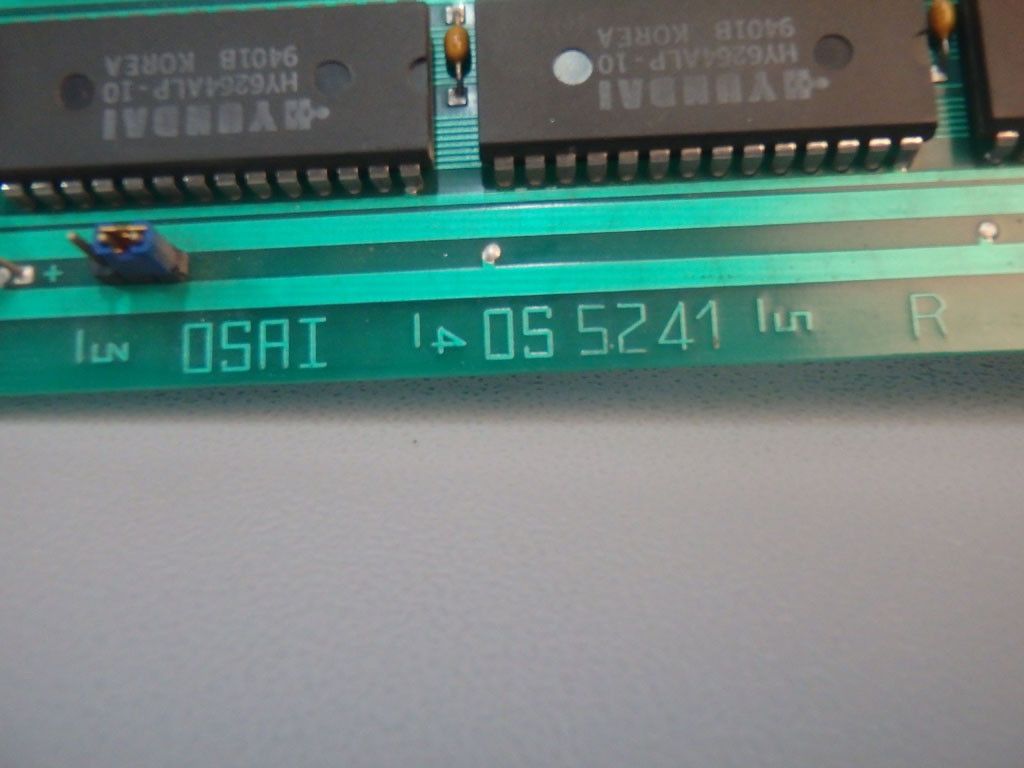 HYUNDAI
HY6264ALP-10
9401B KOREA
HYUNDAI
HY6264ALP-10
9401B KOREA
+
OSAI
OS 5241
R